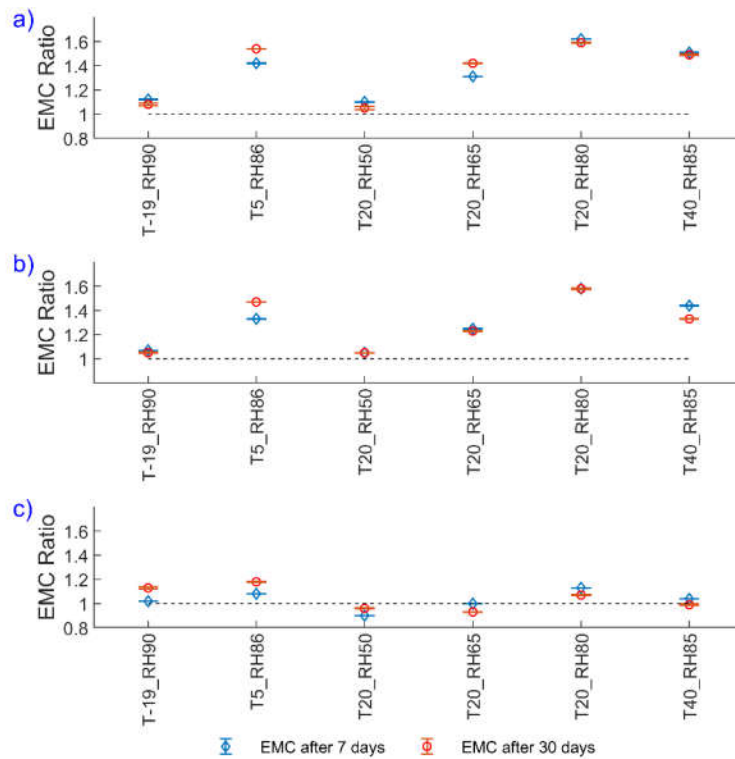 a)
EMC Ratio
1.6
1.4
1.2
1
0.8
T-19_RH90
T5_RH86
T20_RH50
T20_RH65
T20_RH80
T40_RH85
b)
EMC Ratio
1.6
1.4
1.2
1
T-19_RH90
T5_RH86
T20_RH50
T20_RH65
T20_RH80
T40_RH85
c)
EMC Ratio
1.6
1.4
1.2
1
0.8
T-19_RH90
T5_RH86
T20_RH50
T20_RH65
T20_RH80
T40_RH85
EMC after 7 days EMC after 30 days